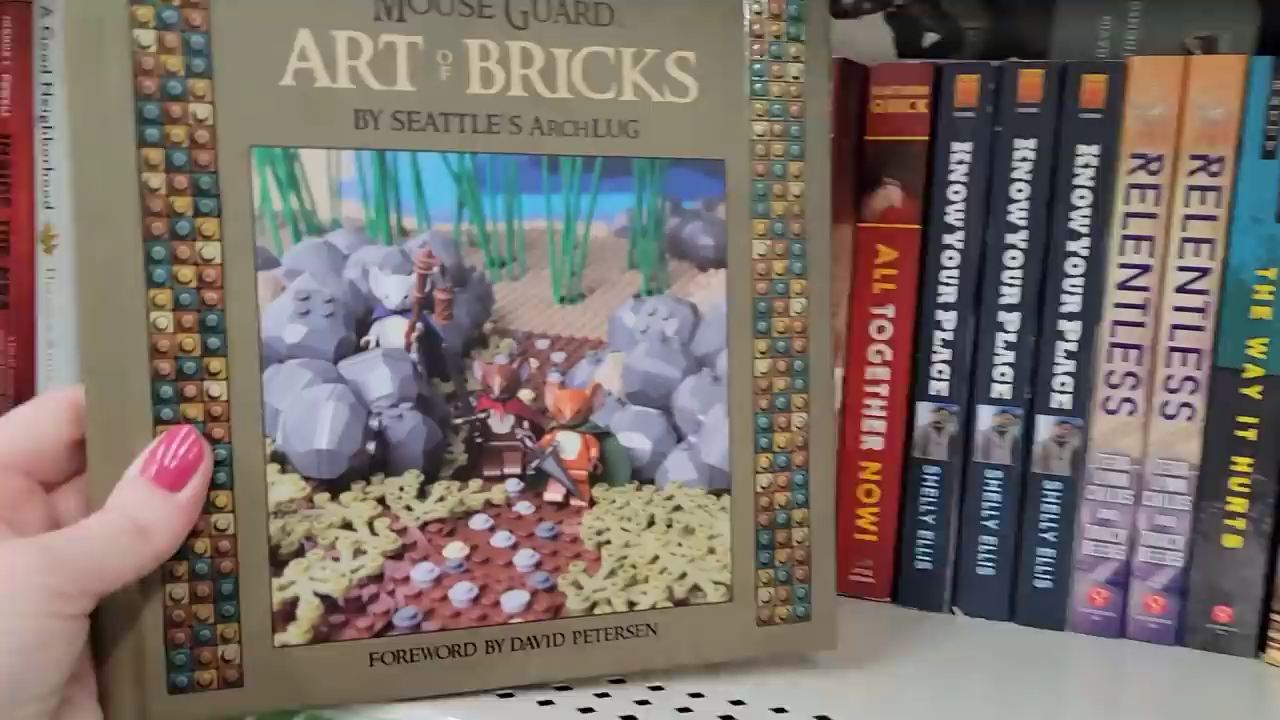 MOUSE GUARD
ART OF BRICKS
BY SEATTLE'S ARCHLUG
FOREWORD BY DAVID PETERSEN
A Good Neighborhood
QUICK
ALL TOGETHER NOW!
KNOW YOUR PLACE
SHELLY ELLIS
KNOW YOUR PLACE
SHELLY ELLIS
KNOW YOUR PLACE
SHELLY ELLIS
RELENTLESS
RELENTLESS
THE WAY IT HURTS